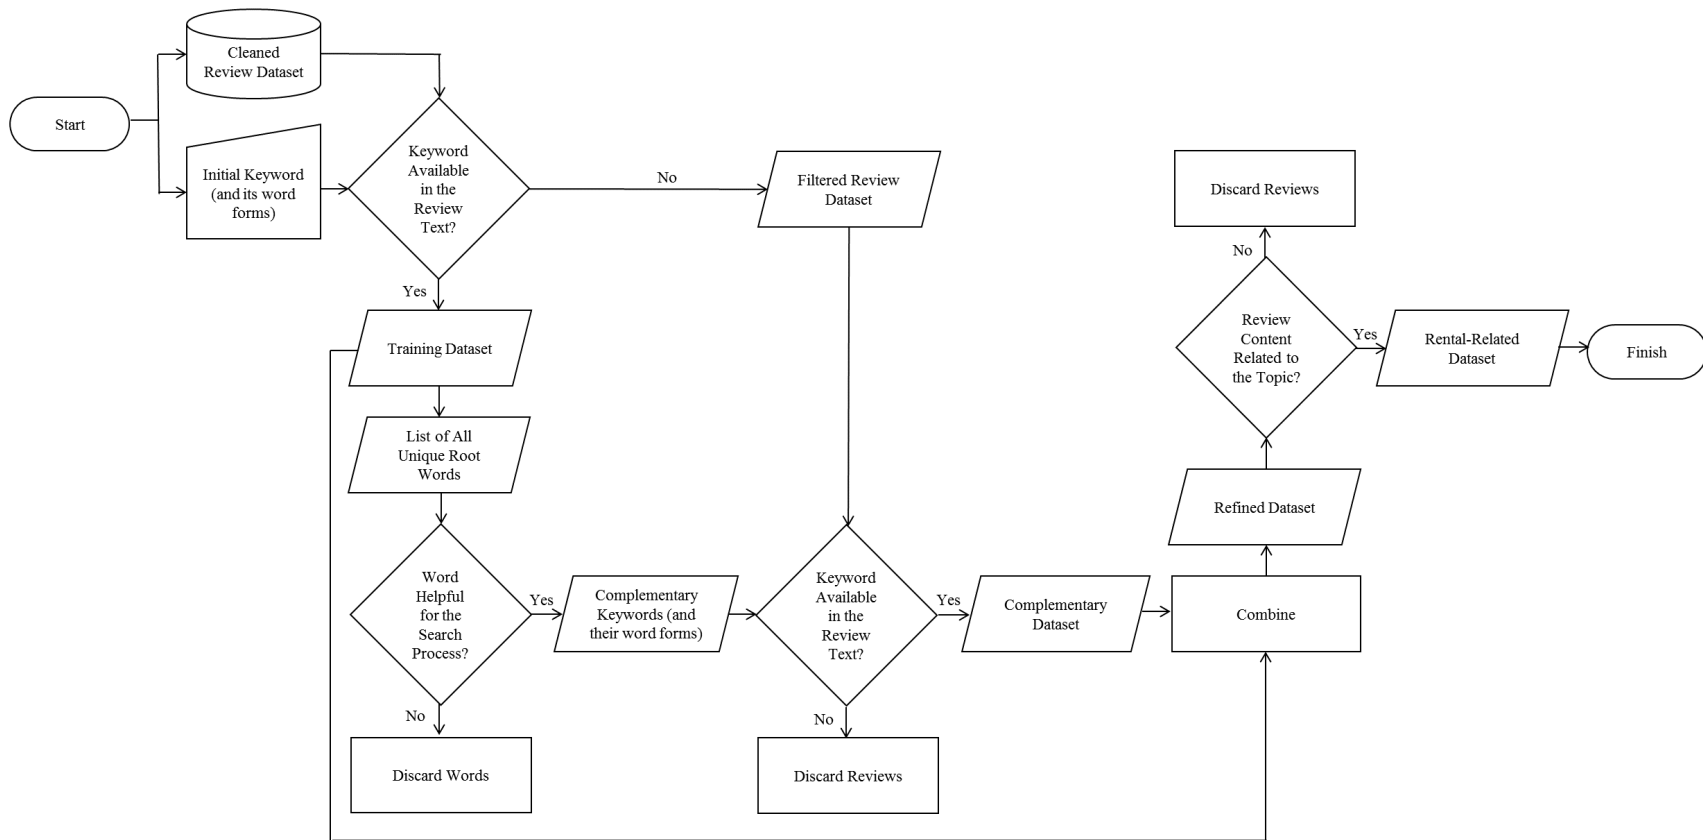 Start
Cleaned
Review Dataset
Initial Keyword
(and its word
forms)
Keyword
Available
in the
Review
Text?
No
Filtered Review
Dataset
Yes
Training Dataset
List of All
Unique Root
Words
Word
Helpful
for the
Search
Process?
No
Discard Words
Yes
Complementary
Keywords (and
their word forms)
Keyword
Available
in the
Review
Text?
No
Discard Reviews
Yes
Complementary
Dataset
Combine
Refined Dataset
Review
Content
Related to
the Topic?
No
Discard Reviews
Yes
Rental-Related
Dataset
Finish